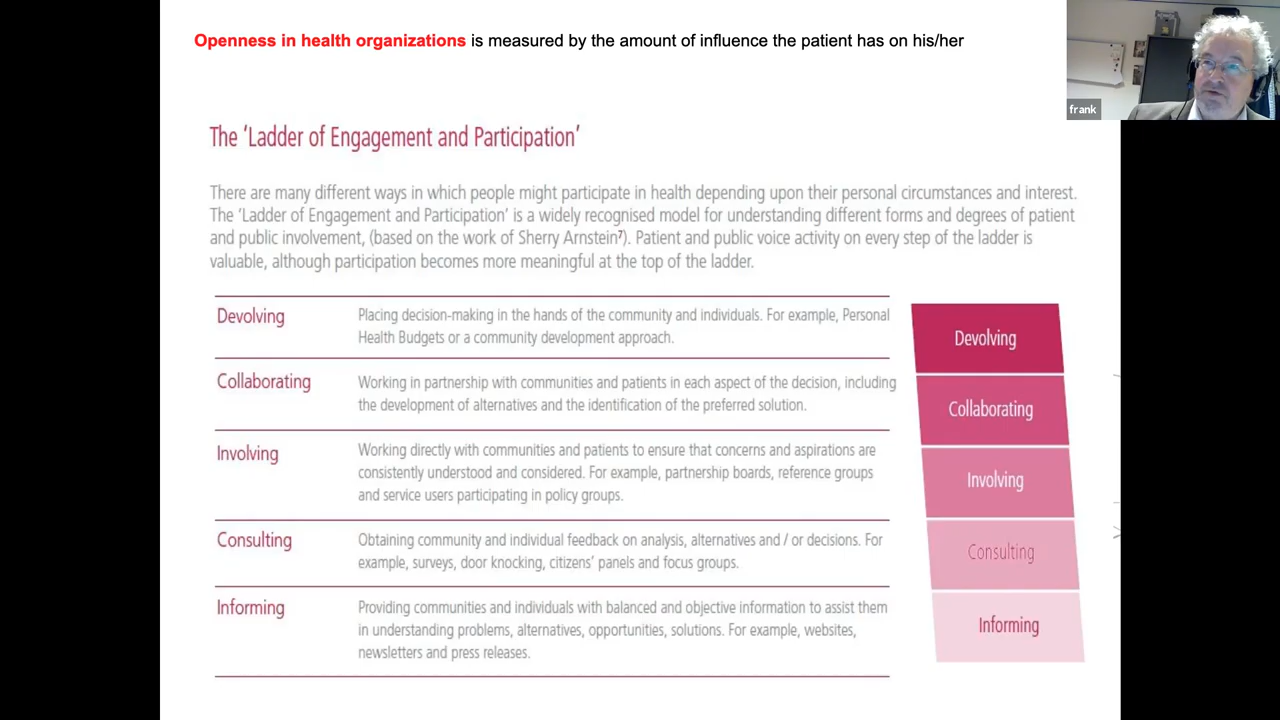 Openness in health organizations is measured by the amount of influence the patient has on his/her
frank
The 'Ladder of Engagement and Participation'
There are many different ways in which people might participate in health depending upon their personal circumstances and interest.
The 'Ladder of Engagement and Participation' is a widely recognised model for understanding different forms and degrees of patient
and public involvement, (based on the work of Sherry Arnstein⁷). Patient and public voice activity on every step of the ladder is
valuable, although participation becomes more meaningful at the top of the ladder.
Devolving
Placing decision-making in the hands of the community and individuals. For example, Personal
Health Budgets or a community development approach.
Collaborating
Working in partnership with communities and patients in each aspect of the decision, including
the development of alternatives and the identification of the preferred solution.
Involving
Working directly with communities and patients to ensure that concerns and aspirations are
consistently understood and considered. For example, partnership boards, reference groups
and service users participating in policy groups.
Consulting
Obtaining community and individual feedback on analysis, alternatives and / or decisions. For
example, surveys, door knocking, citizens' panels and focus groups.
Informing
Providing communities and individuals with balanced and objective information to assist them
in understanding problems, alternatives, opportunities, solutions. For example, websites,
newsletters and press releases.
Devolving
Collaborating
Involving
Consulting
Informing